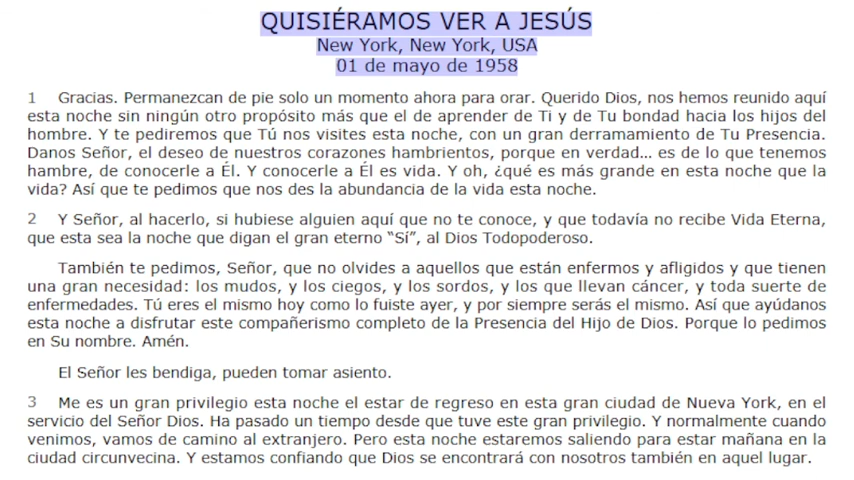 QUISIÉRAMOS VER A JESÚS
New York, New York, USA
01 de mayo de 1958
1 Gracias. Permanezcan de pie solo un momento ahora para orar. Querido Dios, nos hemos reunido aquí
esta noche sin ningún otro propósito más que el de aprender de Ti y de Tu bondad hacia los hijos del
hombre. Y te pediremos que Tú nos visites esta noche, con un gran derramamiento de Tu Presencia.
Danos Señor, el deseo de nuestros corazones hambrientos, porque en verdad... es de lo que tenemos
hambre, de conocerle a Él. Y conocerle a Él es vida. Y oh, ¿qué es más grande en esta noche que la
vida? Así que te pedimos que nos des la abundancia de la vida esta noche.
2 Y Señor, al hacerlo, si hubiese alguien aquí que no te conoce, y que todavía no recibe Vida Eterna,
que esta sea la noche que digan el gran eterno “Sí”, al Dios Todopoderoso.
También te pedimos, Señor, que no olvides a aquellos que están enfermos y afligidos y que tienen
una gran necesidad: los mudos, y los ciegos, y los sordos, y los que llevan cáncer, y toda suerte de
enfermedades. Tú eres el mismo hoy como lo fuiste ayer, y por siempre serás el mismo. Así que ayúdanos
esta noche a disfrutar este compañerismo completo de la Presencia del Hijo de Dios. Porque lo pedimos
en Su nombre. Amén.
El Señor les bendiga, pueden tomar asiento.
3 Me es un gran privilegio esta noche el estar de regreso en esta gran ciudad de Nueva York, en el
servicio del Señor Dios. Ha pasado un tiempo desde que tuve este gran privilegio. Y normalmente cuando
venimos, vamos de camino al extranjero. Pero esta noche estaremos saliendo para estar mañana en la
ciudad circunvecina. Y estamos confiando que Dios se encontrará con nosotros también en aquel lugar.